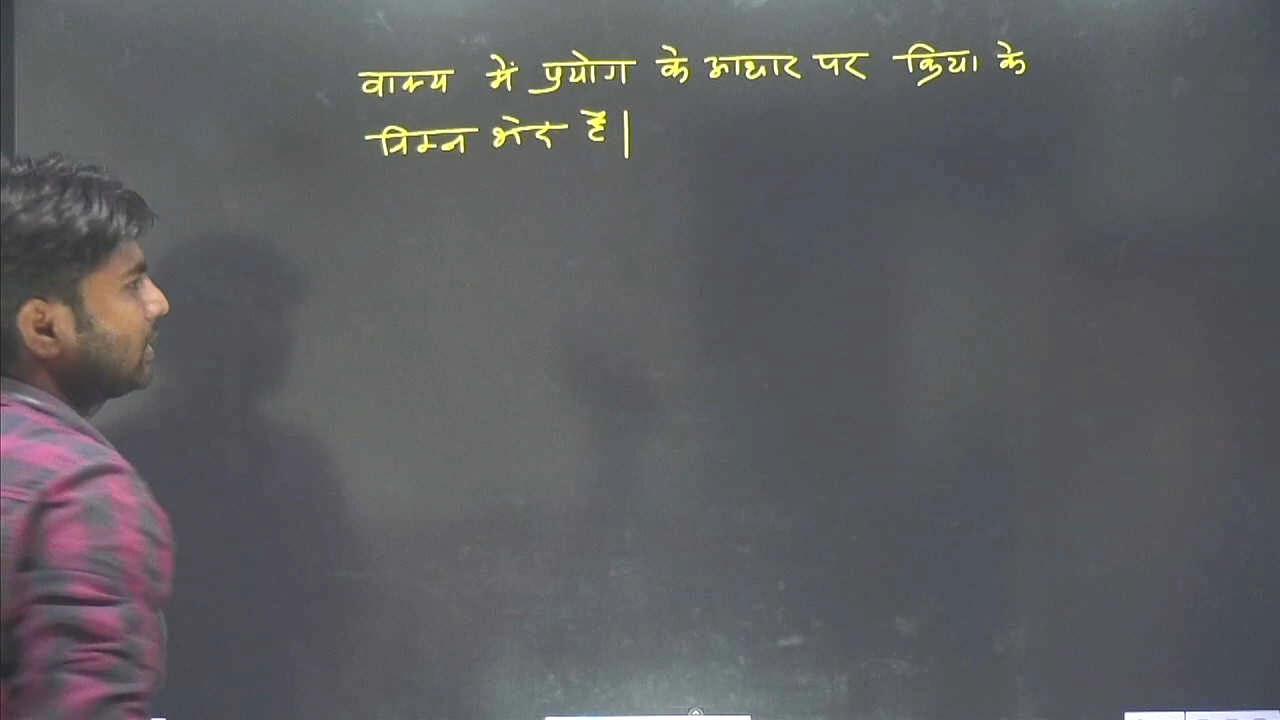 वाक्य में प्रयोग के आधार पर क्रिया के
निम्न भेद हैं|